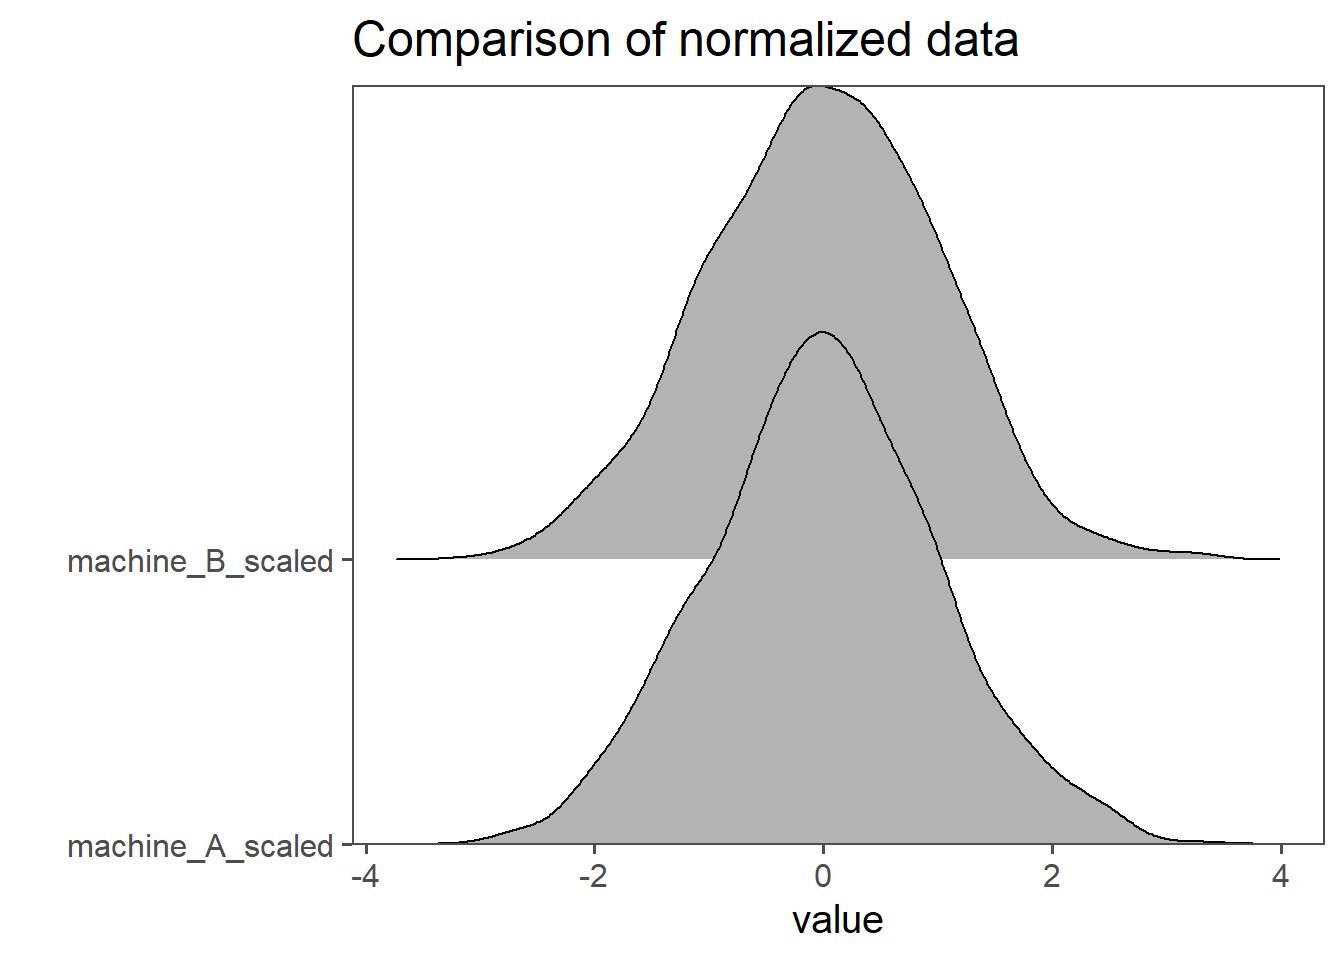 Comparison of normalized data
machine_B_scaled
machine_A_scaled
-4 -2 0 2 4
value